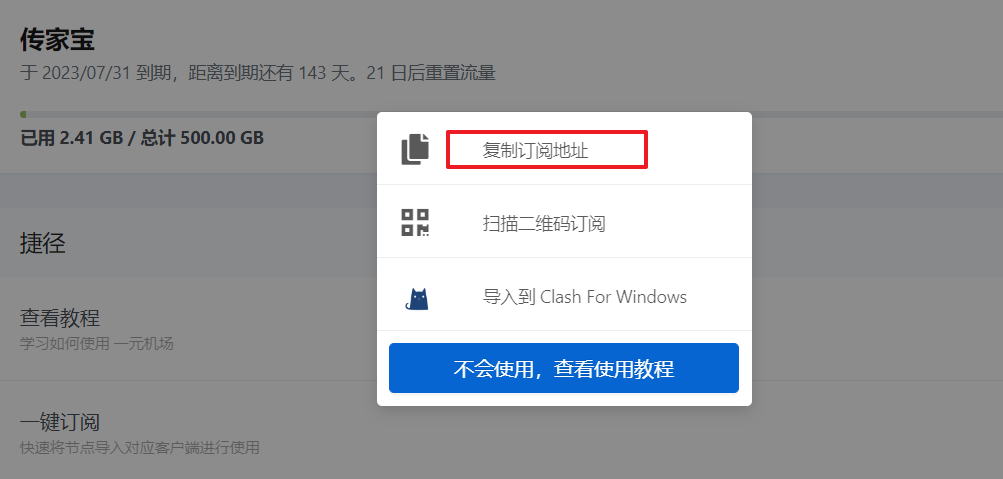 传家宝
于 2023/07/31 到期，距离到期还有 143 天。21 日后重置流量
已用 2.41 GB / 总计 500.00 GB
复制订阅地址
扫描二维码订阅
导入到 Clash For Windows
不会使用，查看使用教程
捷径
查看教程
学习如何使用 一元机场
一键订阅
快速将节点导入对应客户端进行使用